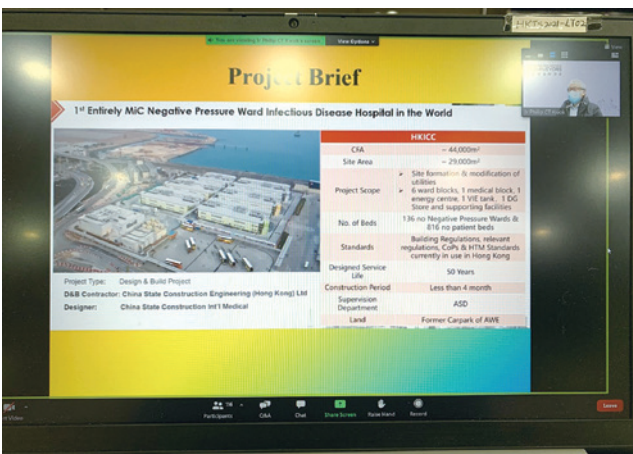 View Options
Project Brief
1st Entirely MiC Negative Pressure Ward Infectious Disease Hospital in the World
HKICC
CFA ~ 44,000m²
Site Area ~ 29,000m²
Project Scope
➤ Site formation & modification of utilities
➤ 6 ward blocks, 1 medical block, 1 energy centre, 1 VIE tank, 1 DG Store and supporting facilities
No. of Beds
136 no Negative Pressure Wards &
816 no patient beds
Standards
Building Regulations, relevant
regulations, CoPs & HTM Standards
currently in use in Hong Kong
Designed Service
Life
50 Years
Construction Period Less than 4 month
Supervision
Department
ASD
Land Former Carpark of AWE
Project Type: Design & Build Project
D&B Contractor: China State Construction Engineering (Hong Kong) Ltd
Designer: China State Construction Int'l Medical
Participants Q&A Chat Share Screen Raise Hand Record
Leave